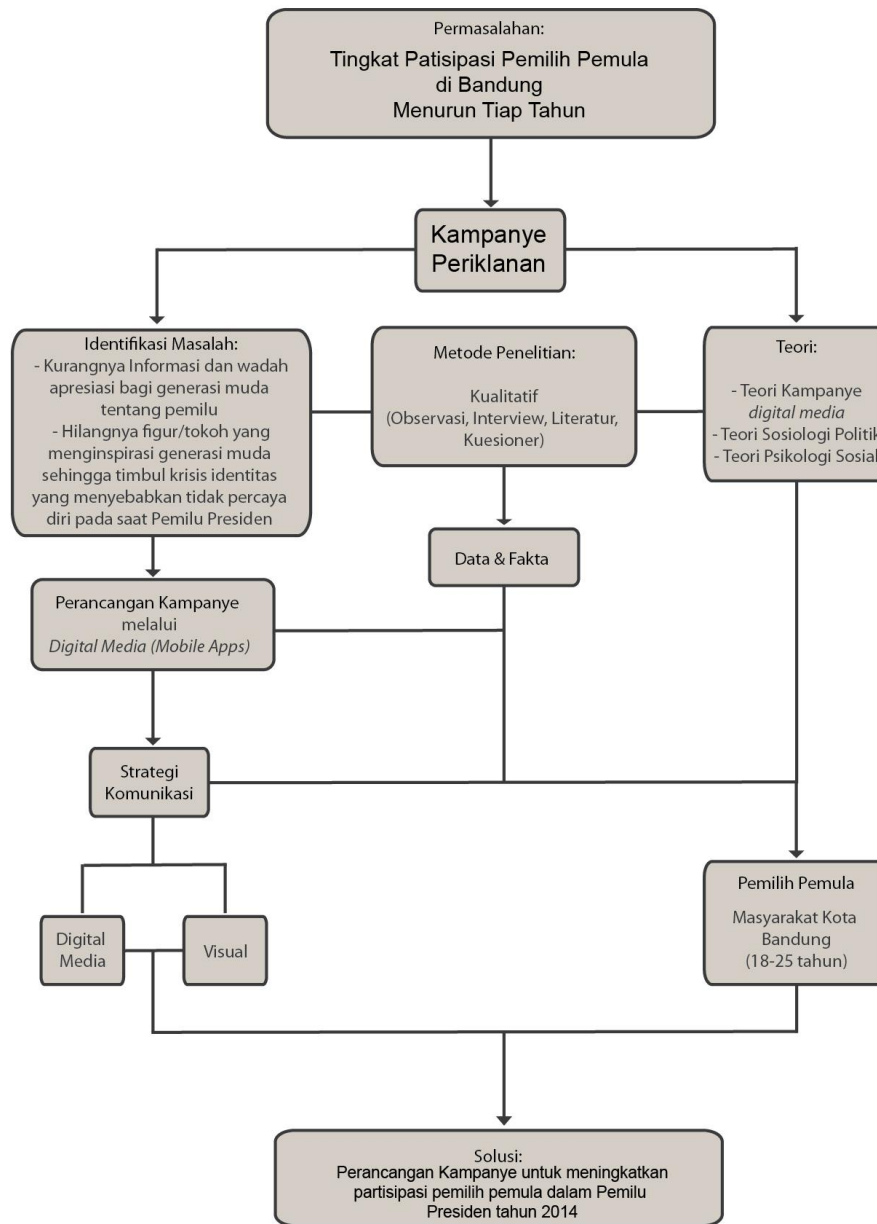 Permasalahan:
Tingkat Patisipasi Pemilih Pemula
di Bandung
Menurun Tiap Tahun
Kampanye
Periklanan
Identifikasi Masalah:
- Kurangnya Informasi dan wadah
apresiasi bagi generasi muda
tentang pemilu
- Hilangnya figur/tokoh yang
menginspirasi generasi muda
sehingga timbul krisis identitas
yang menyebabkan tidak percaya
diri pada saat Pemilu Presiden
Metode Penelitian:
Kualitatif
(Observasi, Interview, Literatur,
Kuesioner)
Teori:
- Teori Kampanye
digital media
- Teori Sosiologi Politik
- Teori Psikologi Sosial
Data & Fakta
Perancangan Kampanye
melalui
Digital Media (Mobile Apps)
Strategi
Komunikasi
Digital
Media
Visual
Pemilih Pemula
Masyarakat Kota
Bandung
(18-25 tahun)
Solusi:
Perancangan Kampanye untuk meningkatkan
partisipasi pemilih pemula dalam Pemilu
Presiden tahun 2014